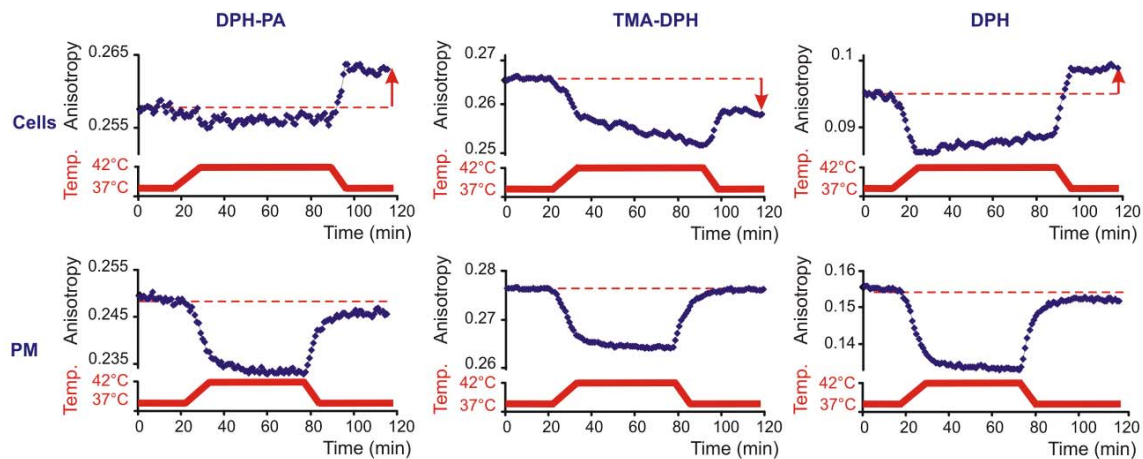 DPH-PA TMA-DPH DPH
Cells
Anisotropy
0.265
0.255
Temp.
42°C
37°C
0 20 40 60 80 100 120
Time (min)
Anisotropy
0.27
0.26
0.25
Temp.
42°C
37°C
0 20 40 60 80 100 120
Time (min)
Anisotropy
0.1
0.09
Temp.
42°C
37°C
0 20 40 60 80 100 120
Time (min)
PM
Anisotropy
0.255
0.245
0.235
Temp.
42°C
37°C
0 20 40 60 80 100 120
Time (min)
Anisotropy
0.28
0.27
0.26
Temp.
42°C
37°C
0 20 40 60 80 100 120
Time (min)
Anisotropy
0.16
0.15
0.14
Temp.
42°C
37°C
0 20 40 60 80 100 120
Time (min)